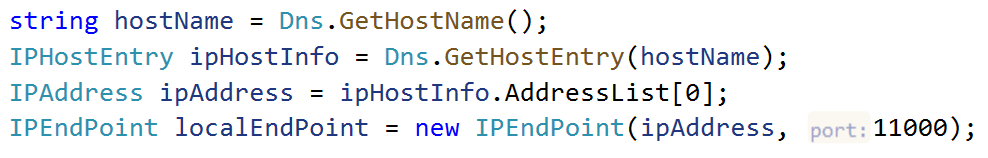 string hostName = Dns.GetHostName();
IPHostEntry ipHostInfo = Dns.GetHostEntry(hostName);
IPAddress ipAddress = ipHostInfo.AddressList[0];
IPEndPoint localEndPoint = new IPEndPoint(ipAddress, port: 11000);